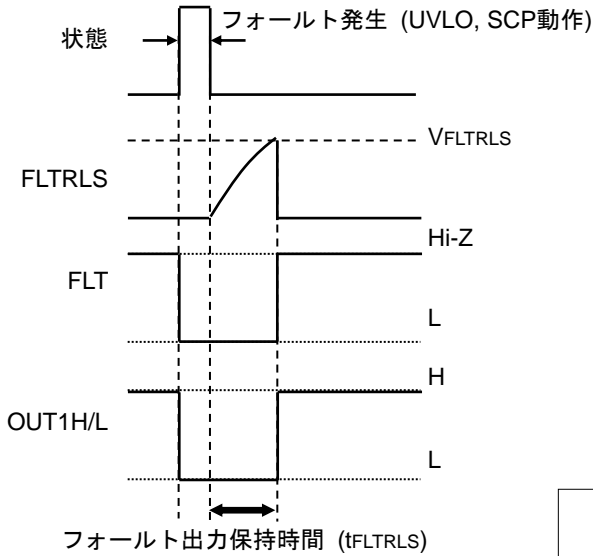 フォールト発生 (UVLO, SCP動作)
状態
VFLTRLS
FLTRLS
Hi-Z
FLT
L
H
OUT1H/L
L
フォールト出力保持時間 (tFLTRLS)